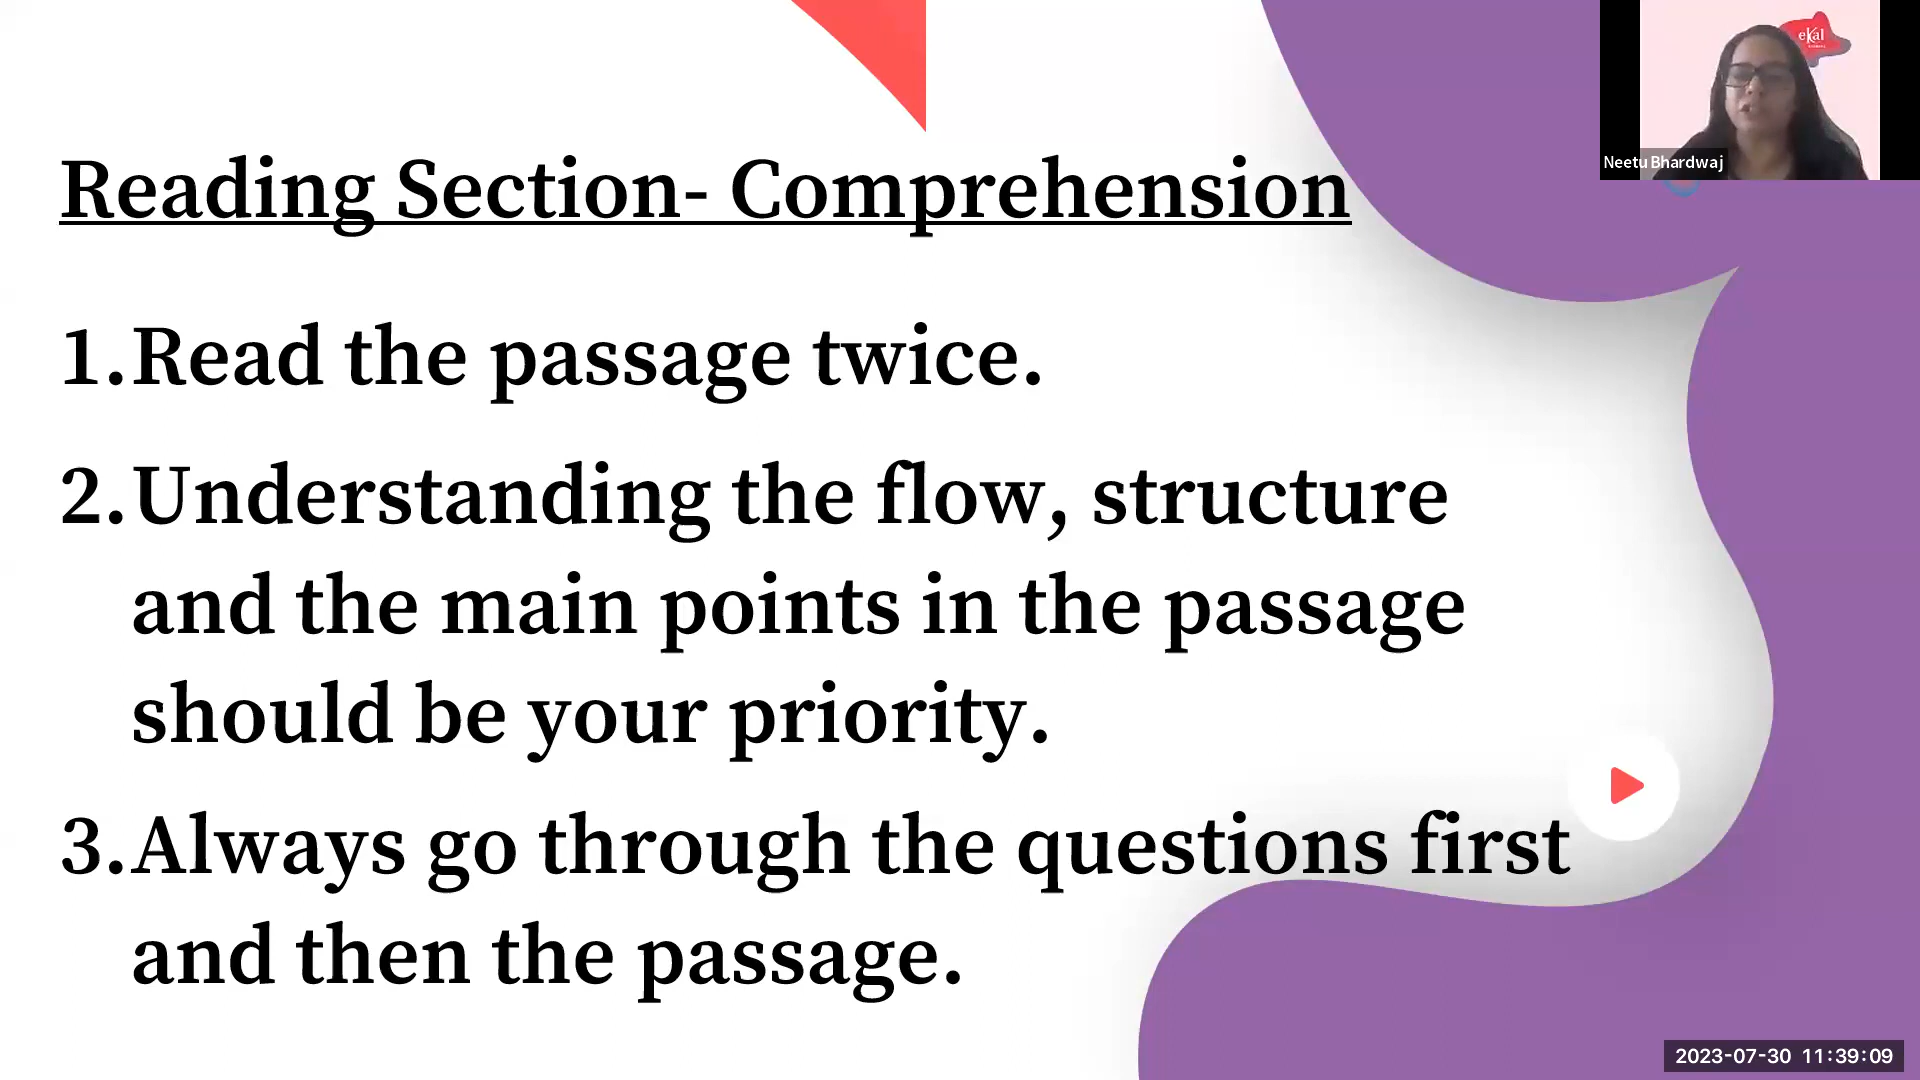 eKal
Neetu Bhardwaj
Reading Section- Comprehension
1.Read the passage twice.
2.Understanding the flow, structure
and the main points in the passage
should be your priority.
3.Always go through the questions first
and then the passage.
2023-07-30 11:39:09